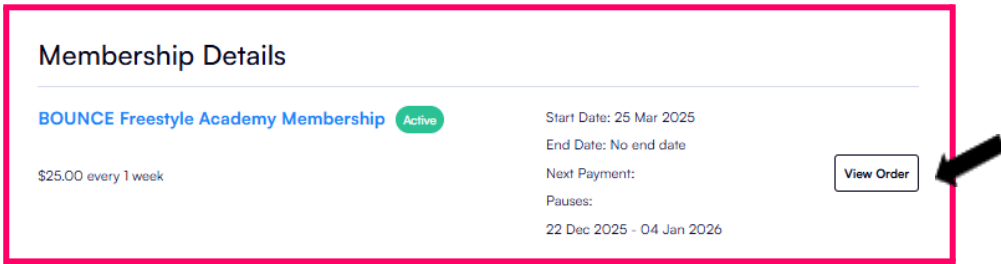 Membership Details
BOUNCE Freestyle Academy Membership Active
$25.00 every 1 week
Start Date: 25 Mar 2025
End Date: No end date
Next Payment:
Pauses:
22 Dec 2025 - 04 Jan 2026
View Order